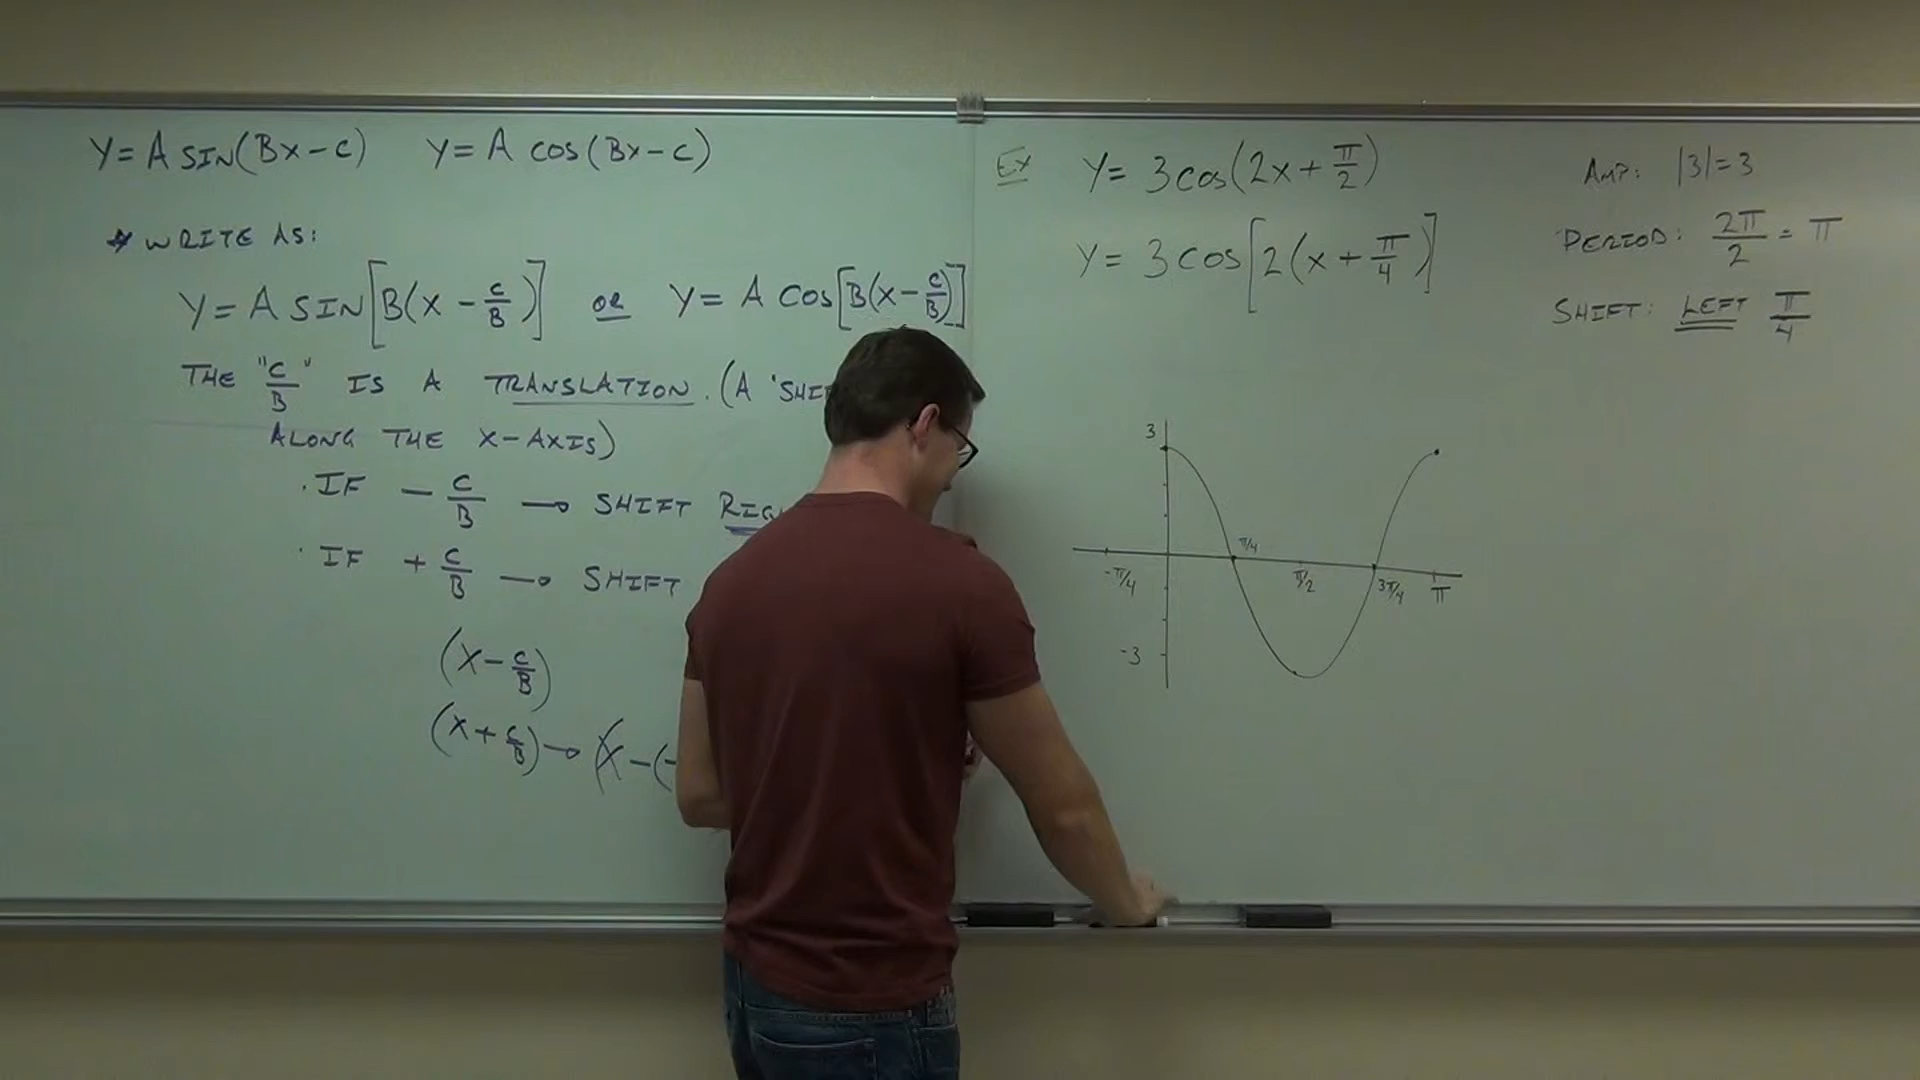 Y = A SIN(Bx - C)   Y = A COS(Bx - C)
* WRITE AS:
Y = A SIN[B(X - C/B)] OR Y = A COS[B(X - C/B)]
THE "C/B" IS A TRANSLATION. (A
ALONG THE X-AXIS)
· IF - C/B → SHIFT
· IF + C/B → SHIFT
(X - C/B)
(X + C/B) → (X - (-
Ex Y = 3cos(2x + π/2)
Y = 3cos[2(x + π/4)]
AMP: |3| = 3
PERIOD: 2π/2 = π
SHIFT: LEFT π/4
3
-π/4 π/4 π/2 3π/4 π
-3